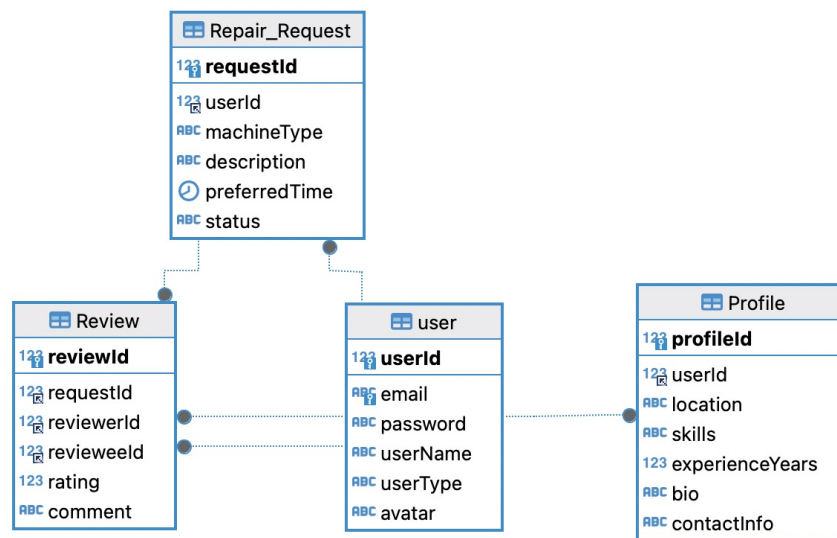 Repair_Request
123 requestId
123 userId
ABC machineType
ABC description
preferredTime
ABC status
Review
123 reviewId
123 requestId
123 reviewerId
123 revieweeId
123 rating
ABC comment
user
123 userId
ABC email
ABC password
ABC userName
ABC userType
ABC avatar
Profile
123 profileId
123 userId
ABC location
ABC skills
123 experienceYears
ABC bio
ABC contactInfo